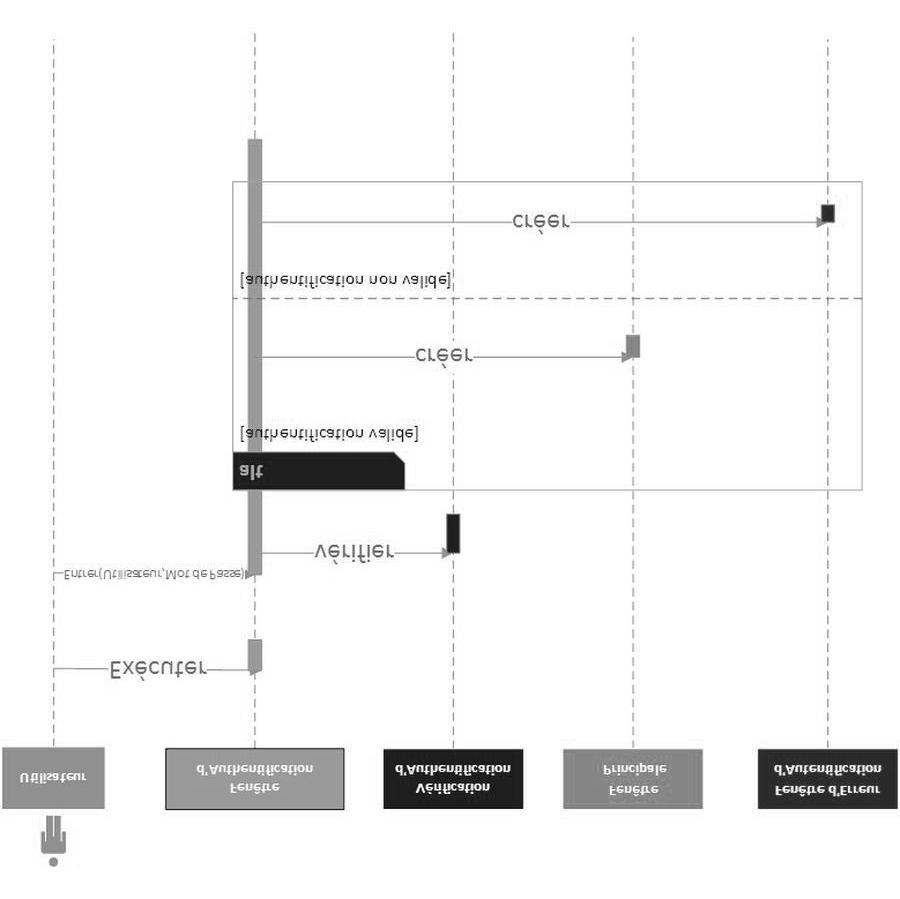 Utilisateur
Fenêtre
d'Authentification
Vérification
d'Authentification
Fenêtre
Principale
Fenêtre d'Erreur
d'Autentification
Exécuter
Entrer(Utilisateur,Mot de Passe)
vérifier
alt
[authentification valide]
créer
[authentification non valide]
créer